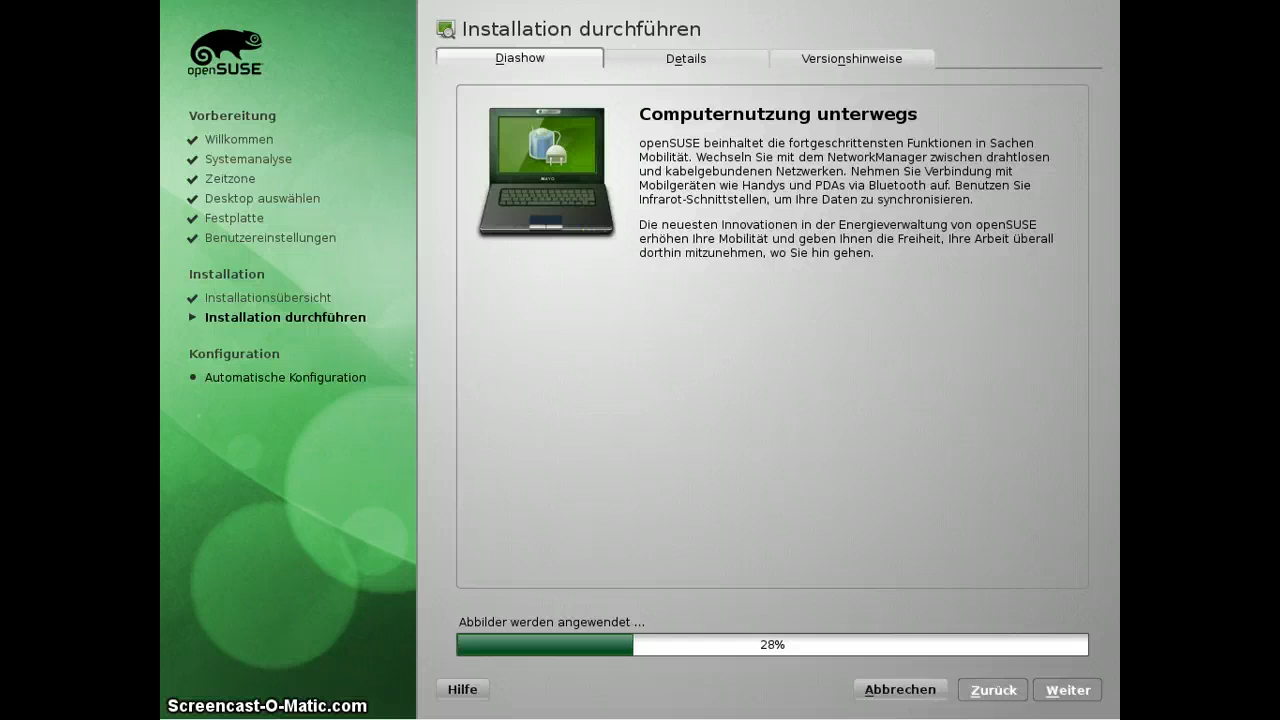 openSUSE
Vorbereitung
Willkommen
Systemanalyse
Zeitzone
Desktop auswählen
Festplatte
Benutzereinstellungen
Installation
Installationsübersicht
Installation durchführen
Konfiguration
Automatische Konfiguration
Installation durchführen
Diashow
Details
Versionshinweise
Computernutzung unterwegs
openSUSE beinhaltet die fortgeschrittensten Funktionen in Sachen
Mobilität. Wechseln Sie mit dem NetworkManager zwischen drahtlosen
und kabelgebundenen Netzwerken. Nehmen Sie Verbindung mit
Mobilgeräten wie Handys und PDAs via Bluetooth auf. Benutzen Sie
Infrarot-Schnittstellen, um Ihre Daten zu synchronisieren.
Die neuesten Innovationen in der Energieverwaltung von openSUSE
erhöhen Ihre Mobilität und geben Ihnen die Freiheit, Ihre Arbeit überall
dorthin mitzunehmen, wo Sie hin gehen.
Abbilder werden angewendet ...
28%
Hilfe
Abbrechen
Zurück
Weiter
Screencast-O-Matic.com